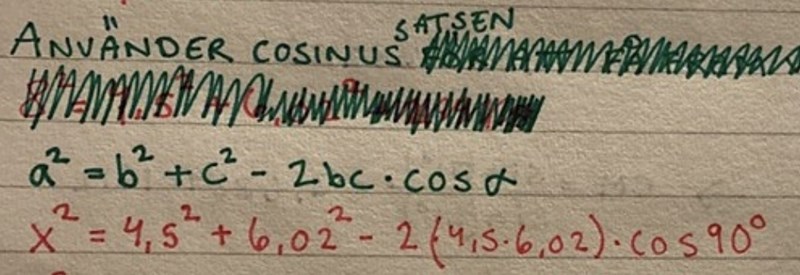 ANVÄNDER COSINUS SATSEN
a² = b² + c² - 2bc · cos α
x² = 4,5² + 6,02² - 2(4,5·6,02)·cos 90°